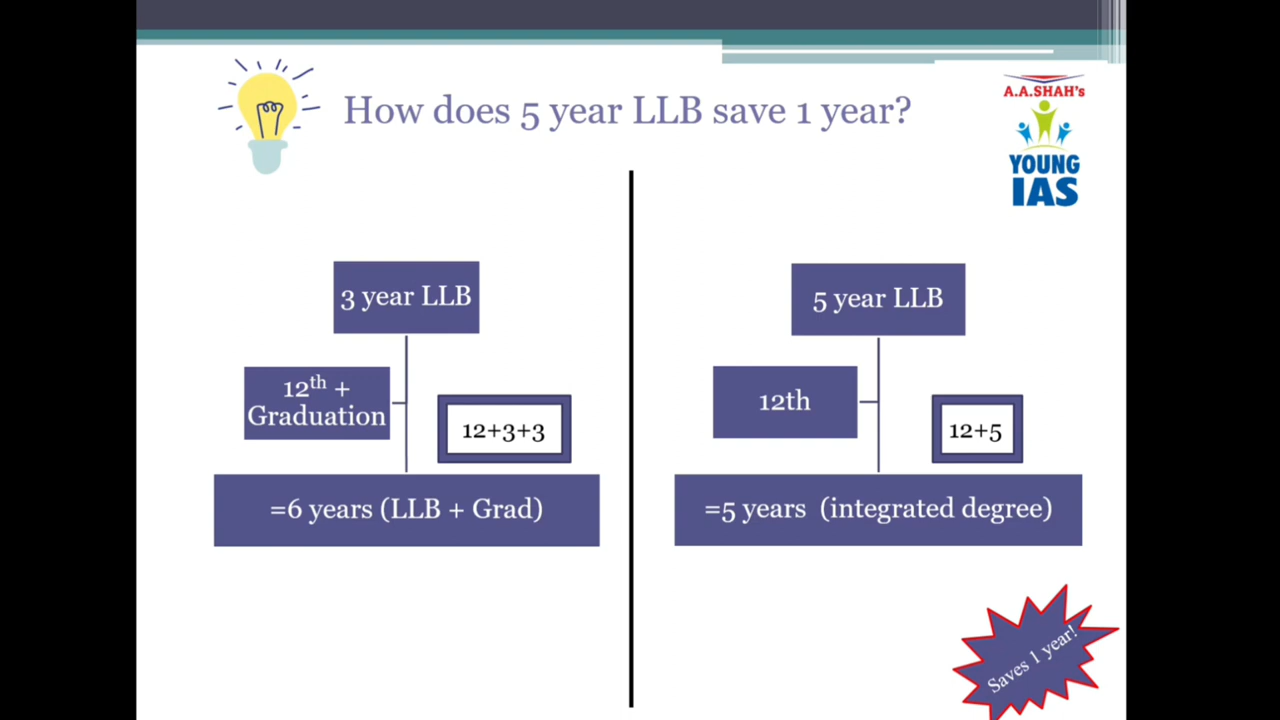 How does 5 year LLB save 1 year?
A.A.SHAH's
YOUNG
IAS
3 year LLB
12th +
Graduation
12+3+3
=6 years (LLB + Grad)
5 year LLB
12th
12+5
=5 years (integrated degree)
Saves 1 year!